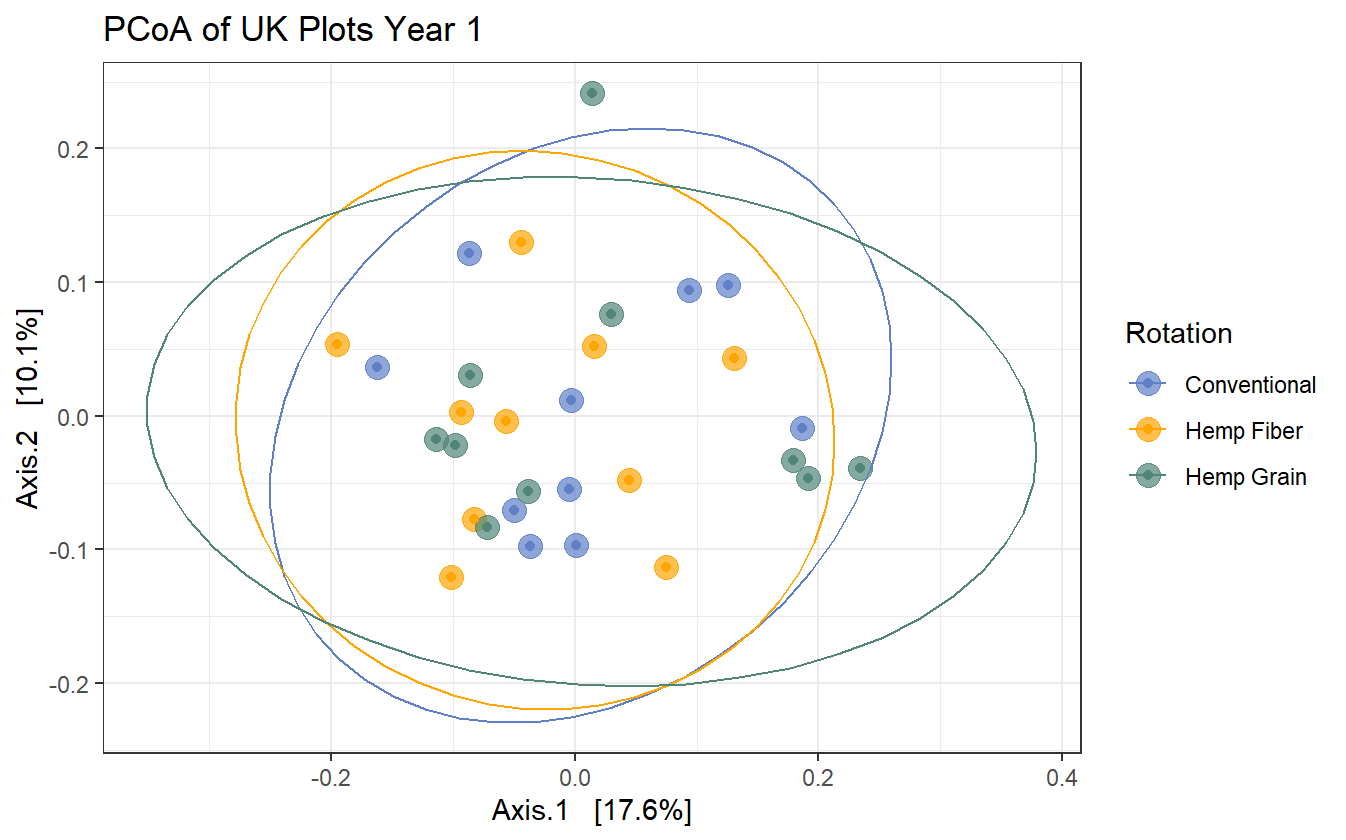 PCoA of UK Plots Year 1
0.2
0.1
0.0
-0.1
-0.2
Axis.2 [10.1%]
-0.2 0.0 0.2 0.4
Axis.1 [17.6%]
Rotation
Conventional
Hemp Fiber
Hemp Grain